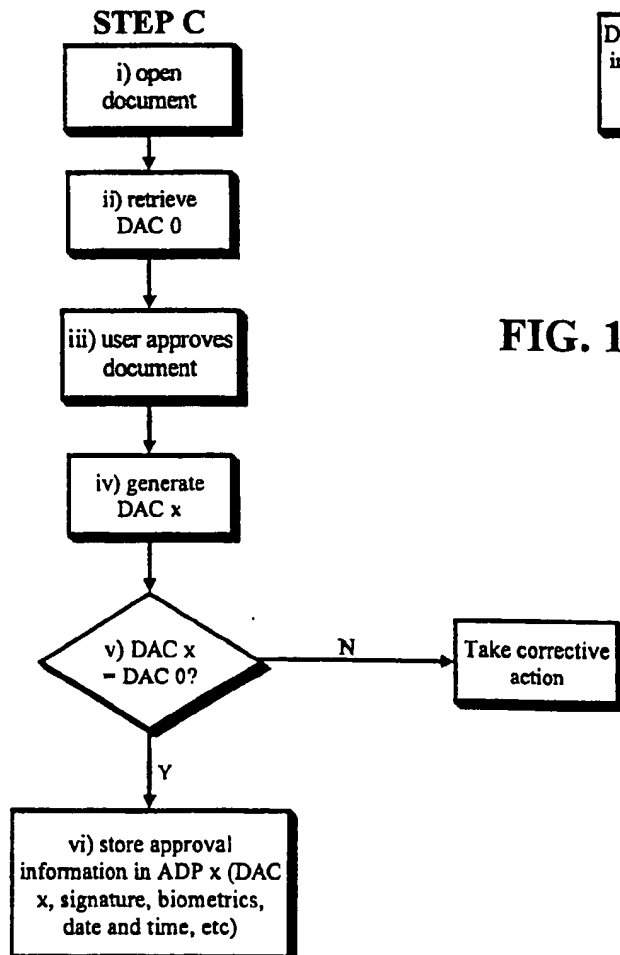 STEP C
i) open
document
ii) retrieve
DAC 0
iii) user approves
document
iv) generate
DAC x
v) DAC x
= DAC 0?
N
Take corrective
action
Y
vi) store approval
information in ADP x (DAC
x, signature, biometrics,
date and time, etc)
FIG. 1